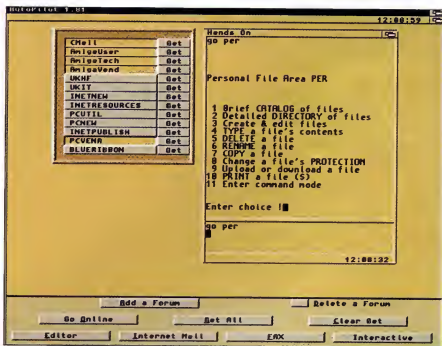 AutoPilot 1.01
12:00:59
CMail Get
AmigaUser Get
AmigaTech Get
AmigaVend Get
UKHF Get
UKIT Get
INETNEW Get
INETRESOURCES Get
PCUTIL Get
PCNEW Get
INETPUBLISH Get
PCVENA Get
BLUERIBBON Get
Hands On
go per
Personal File Area PER
1 Brief CATALOG of files
2 Detailed DIRECTORY of files
3 Create & edit files
4 TYPE a file's contents
5 DELETE a file
6 RENAME a file
7 COPY a file
8 Change a file's PROTECTION
9 Upload or download a file
10 PRINT a file ($)
11 Enter command mode
Enter choice !
go per
12:00:32
Add a Forum Delete a Forum
Go Online Get All Clear Get
Editor Internet Mail FAX Interactive